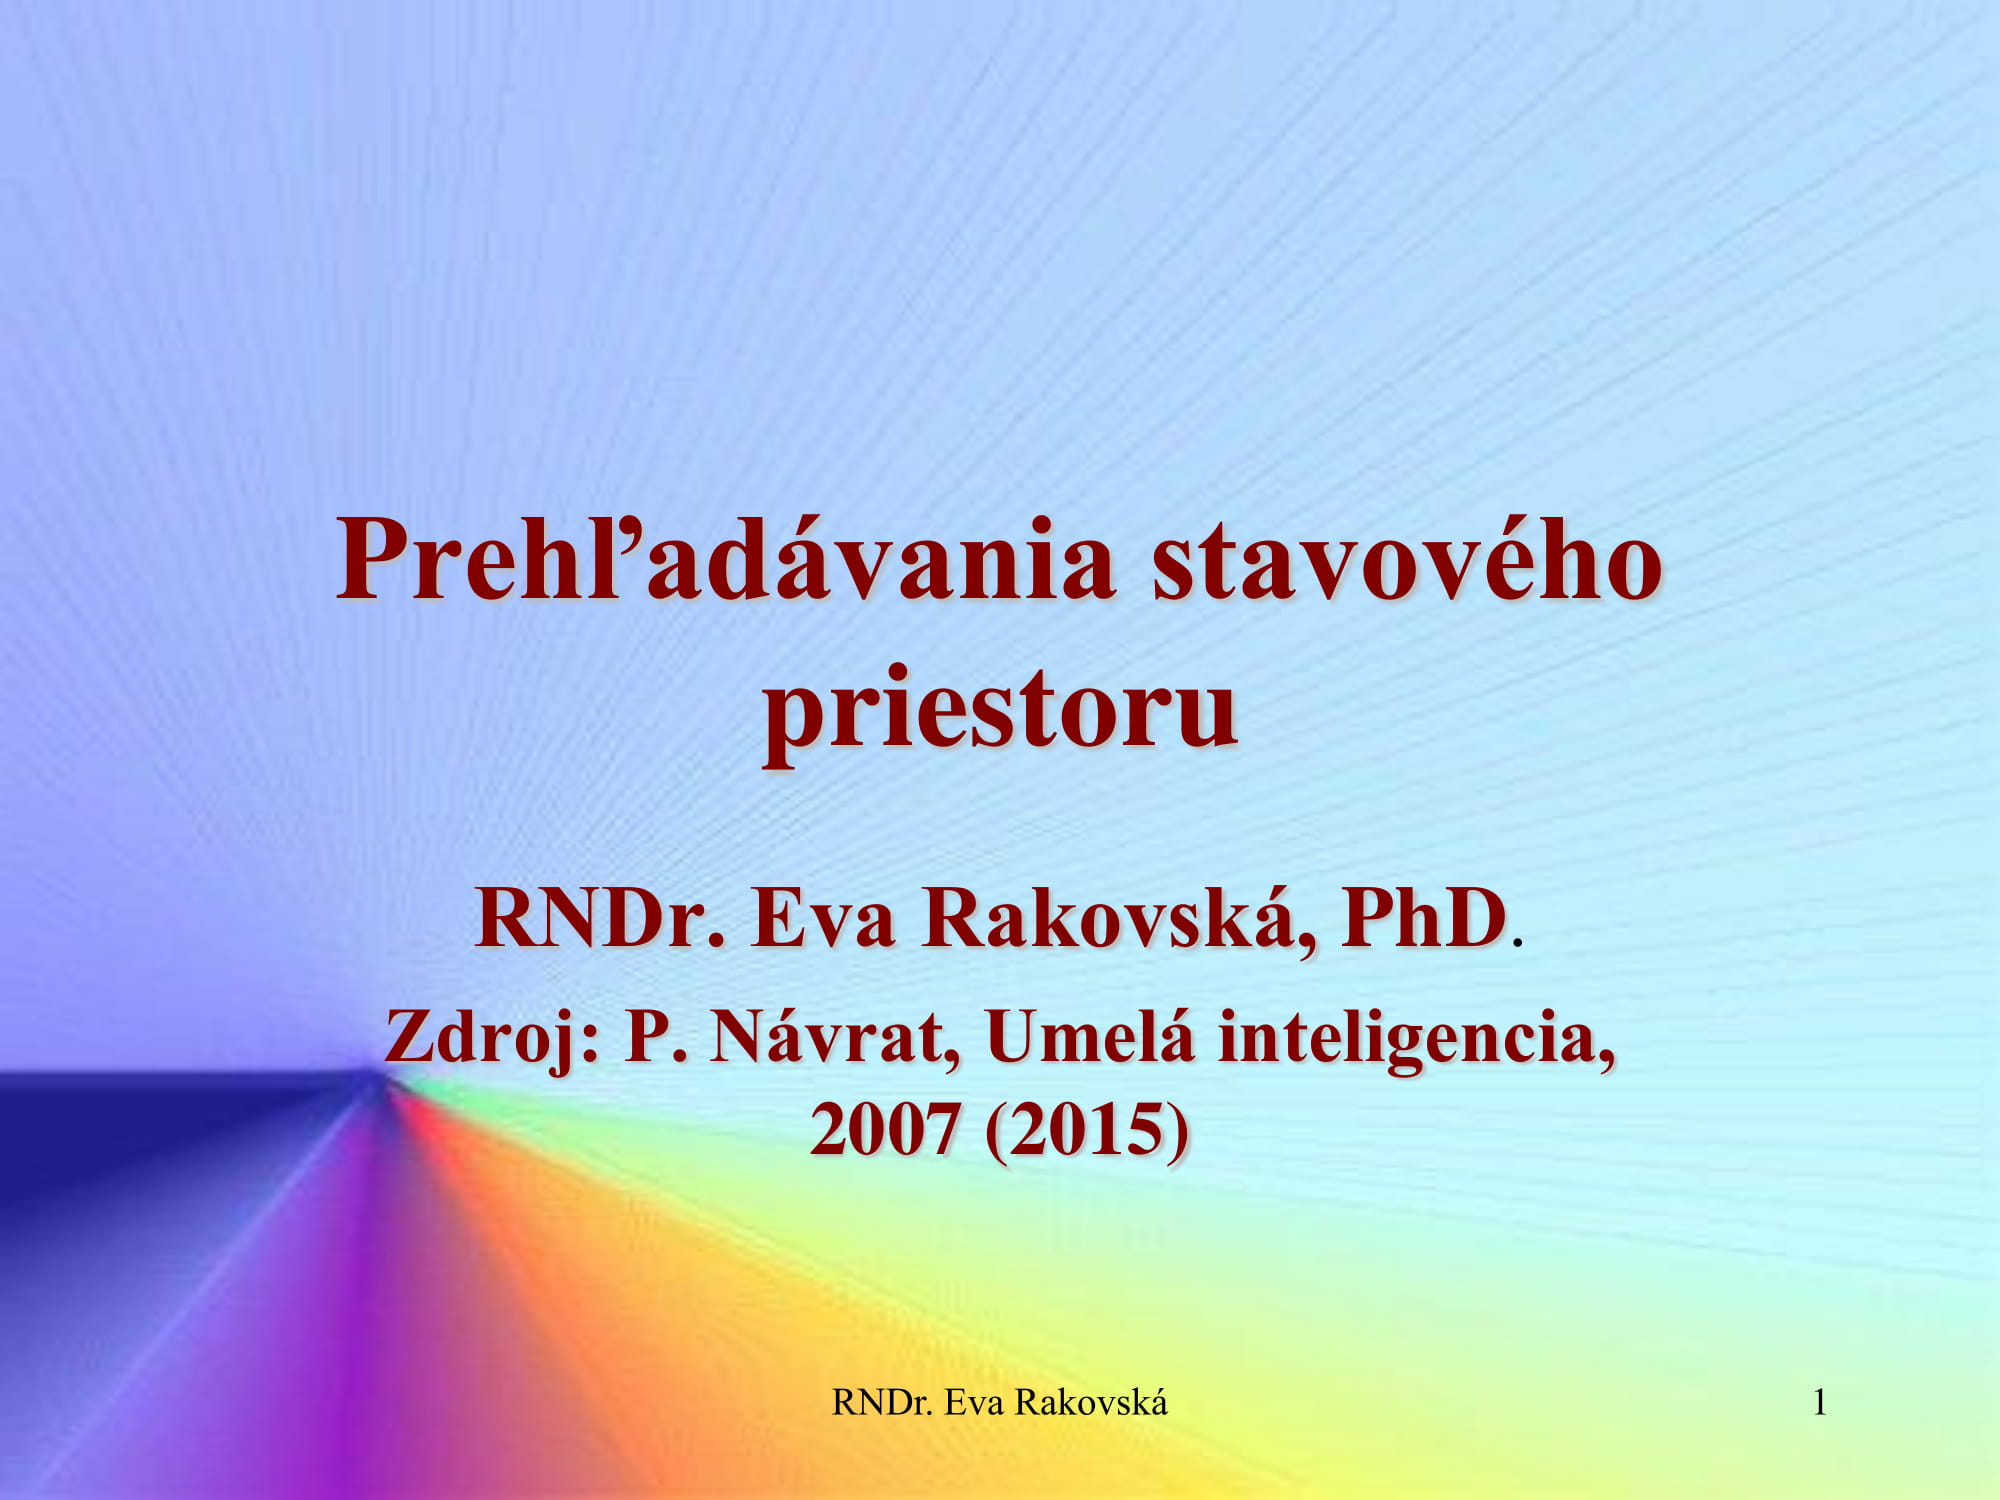 Prehľadávania stavového
priestoru
RNDr. Eva Rakovská, PhD.
Zdroj: P. Návrat, Umelá inteligencia,
2007 (2015)
RNDr. Eva Rakovská
1